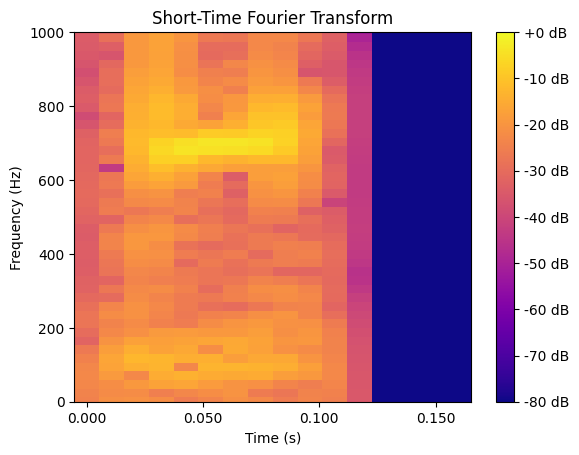 Short-Time Fourier Transform
1000
800
600
400
200
0
Frequency (Hz)
0.000
0.050
0.100
0.150
Time (s)
+0 dB
-10 dB
-20 dB
-30 dB
-40 dB
-50 dB
-60 dB
-70 dB
-80 dB